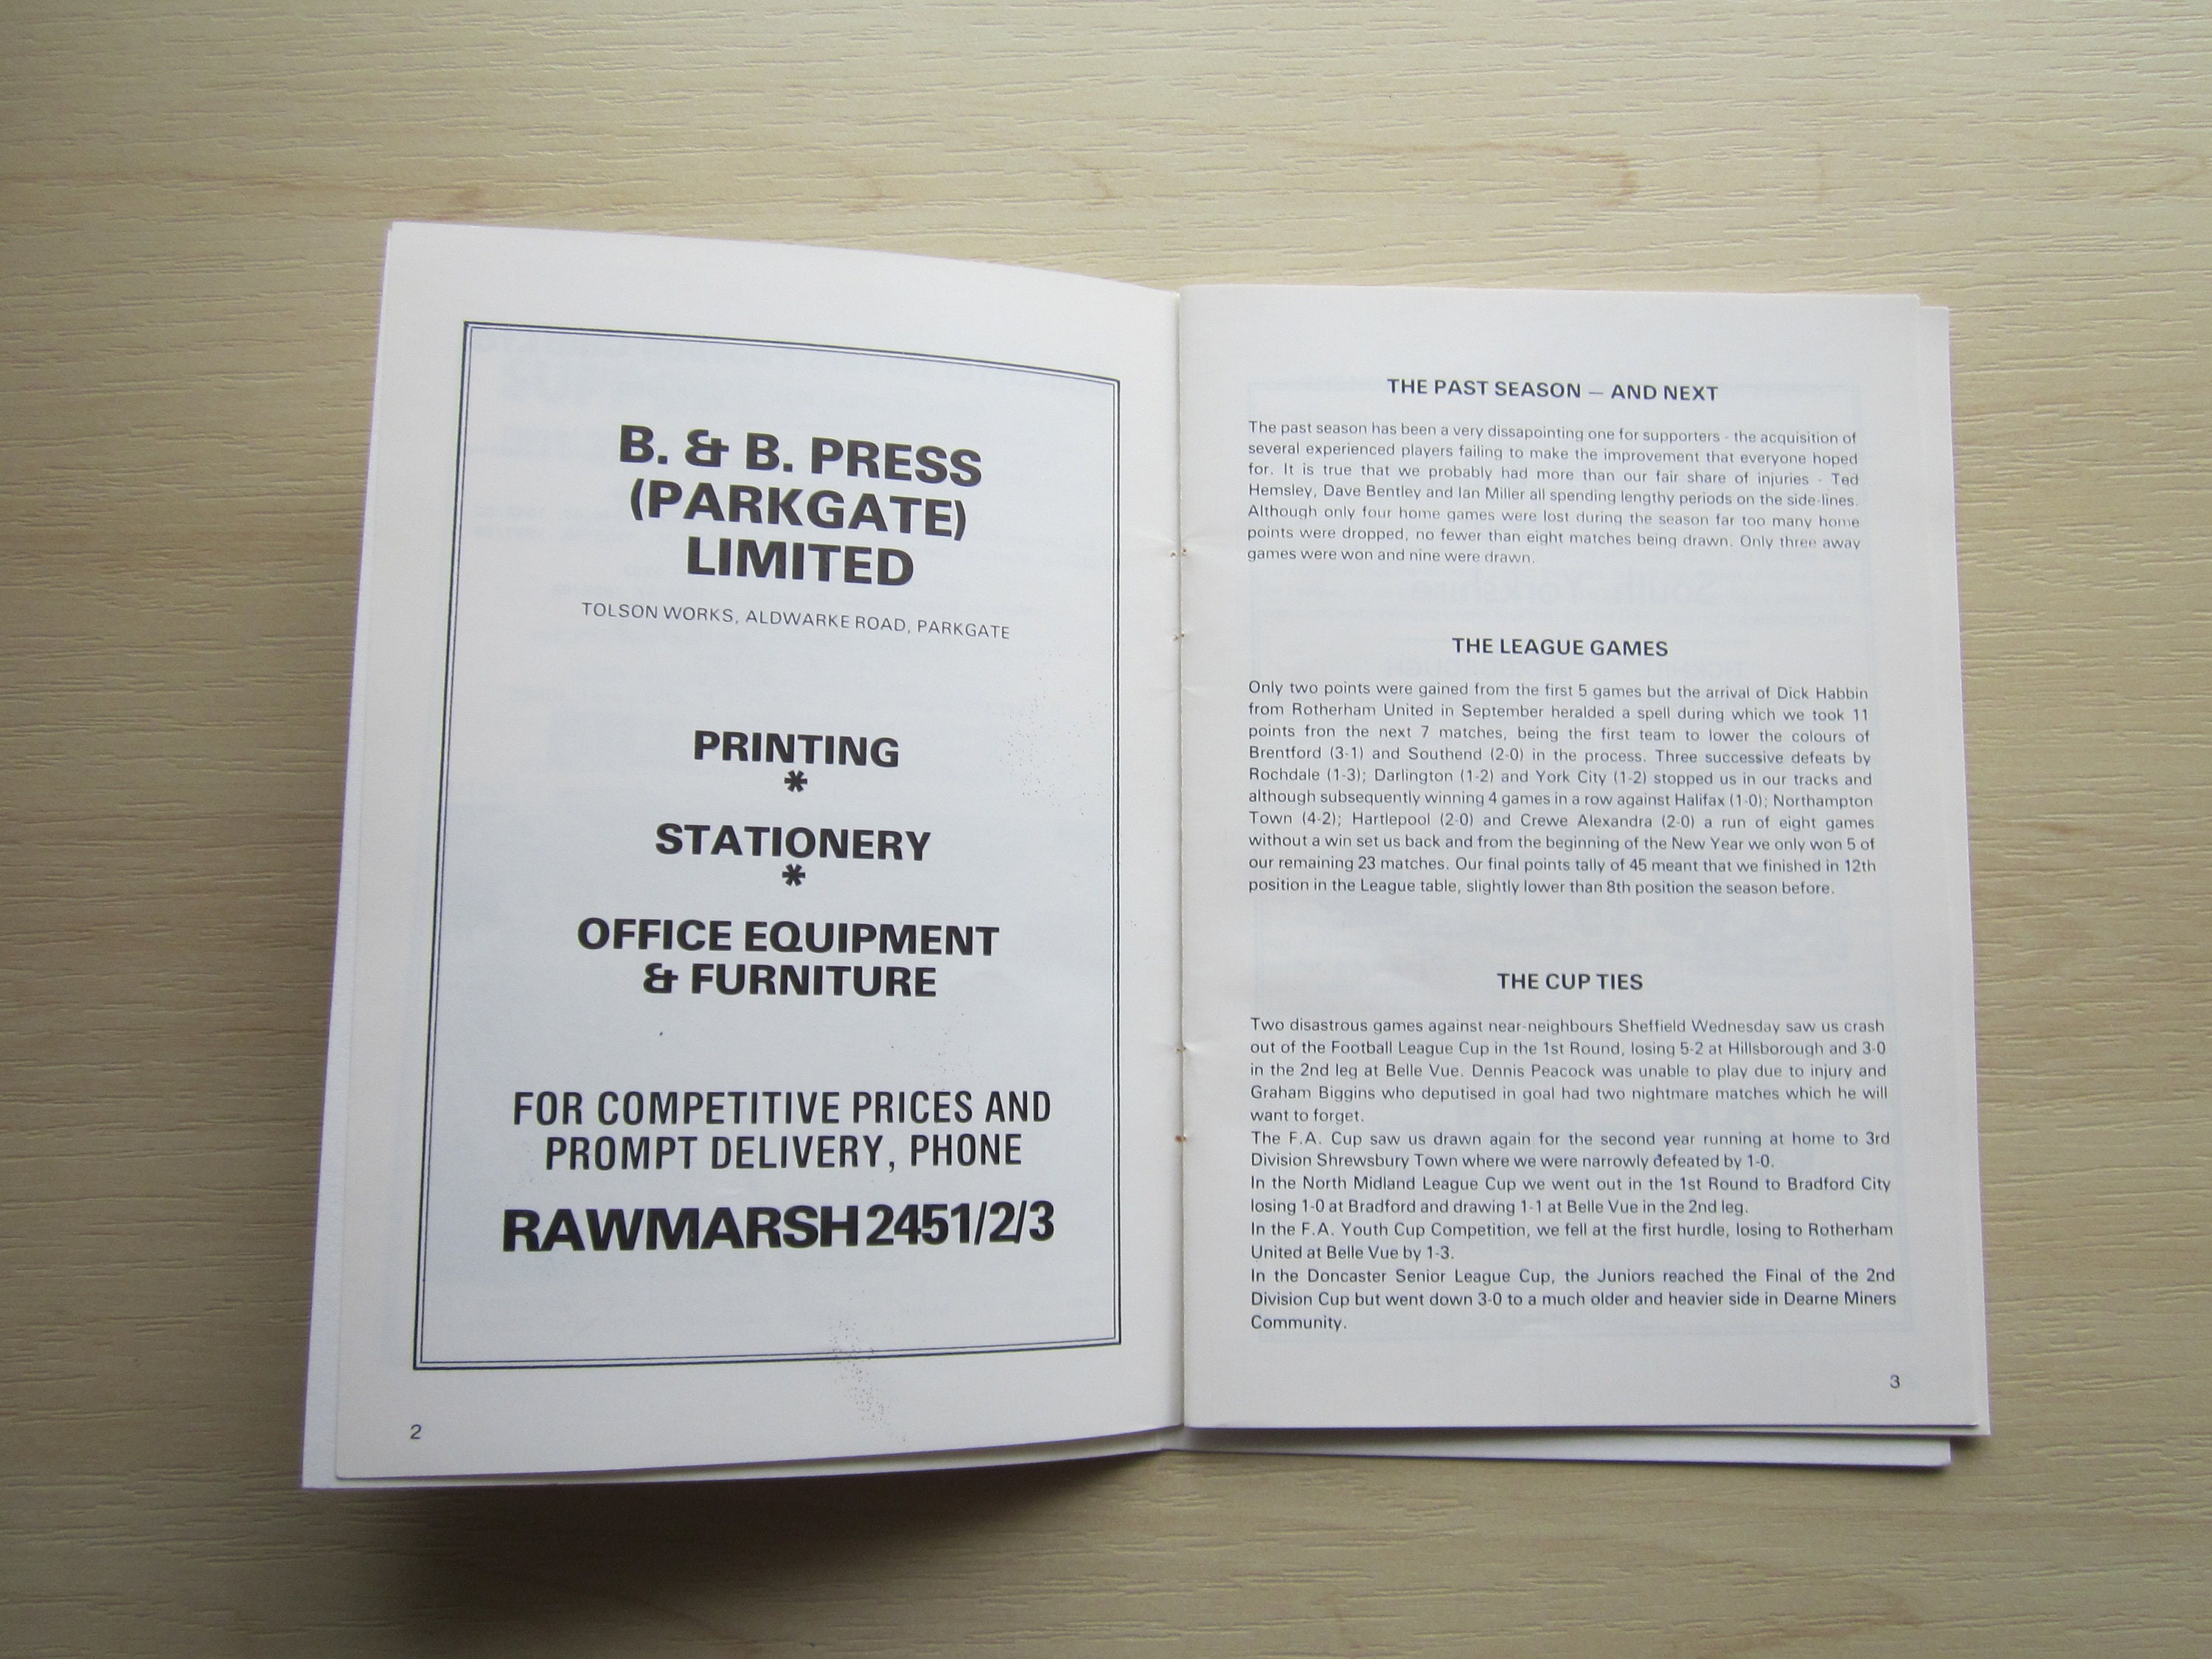 B. & B. PRESS
(PARKGATE)
LIMITED
TOLSON WORKS, ALDWARKE ROAD, PARKGATE
PRINTING
*
STATIONERY
*
OFFICE EQUIPMENT
& FURNITURE
FOR COMPETITIVE PRICES AND
PROMPT DELIVERY, PHONE
RAWMARSH 2451/2/3
2
THE PAST SEASON — AND NEXT
The past season has been a very dissapointing one for supporters - the acquisition of
several experienced players failing to make the improvement that everyone hoped
for. It is true that we probably had more than our fair share of injuries - Ted
Hemsley, Dave Bentley and Ian Miller all spending lengthy periods on the side-lines.
Although only four home games were lost during the season far too many home
points were dropped, no fewer than eight matches being drawn. Only three away
games were won and nine were drawn.
THE LEAGUE GAMES
Only two points were gained from the first 5 games but the arrival of Dick Habbin
from Rotherham United in September heralded a spell during which we took 11
points fron the next 7 matches, being the first team to lower the colours of
Brentford (3-1) and Southend (2-0) in the process. Three successive defeats by
Rochdale (1-3); Darlington (1-2) and York City (1-2) stopped us in our tracks and
although subsequently winning 4 games in a row against Halifax (1-0); Northampton
Town (4-2); Hartlepool (2-0) and Crewe Alexandra (2-0) a run of eight games
without a win set us back and from the beginning of the New Year we only won 5 of
our remaining 23 matches. Our final points tally of 45 meant that we finished in 12th
position in the League table, slightly lower than 8th position the season before.
THE CUP TIES
Two disastrous games against near-neighbours Sheffield Wednesday saw us crash
out of the Football League Cup in the 1st Round, losing 5-2 at Hillsborough and 3-0
in the 2nd leg at Belle Vue. Dennis Peacock was unable to play due to injury and
Graham Biggins who deputised in goal had two nightmare matches which he will
want to forget.
The F.A. Cup saw us drawn again for the second year running at home to 3rd
Division Shrewsbury Town where we were narrowly defeated by 1-0.
In the North Midland League Cup we went out in the 1st Round to Bradford City
losing 1-0 at Bradford and drawing 1-1 at Belle Vue in the 2nd leg.
In the F.A. Youth Cup Competition, we fell at the first hurdle, losing to Rotherham
United at Belle Vue by 1-3.
In the Doncaster Senior League Cup, the Juniors reached the Final of the 2nd
Division Cup but went down 3-0 to a much older and heavier side in Dearne Miners
Community.
3